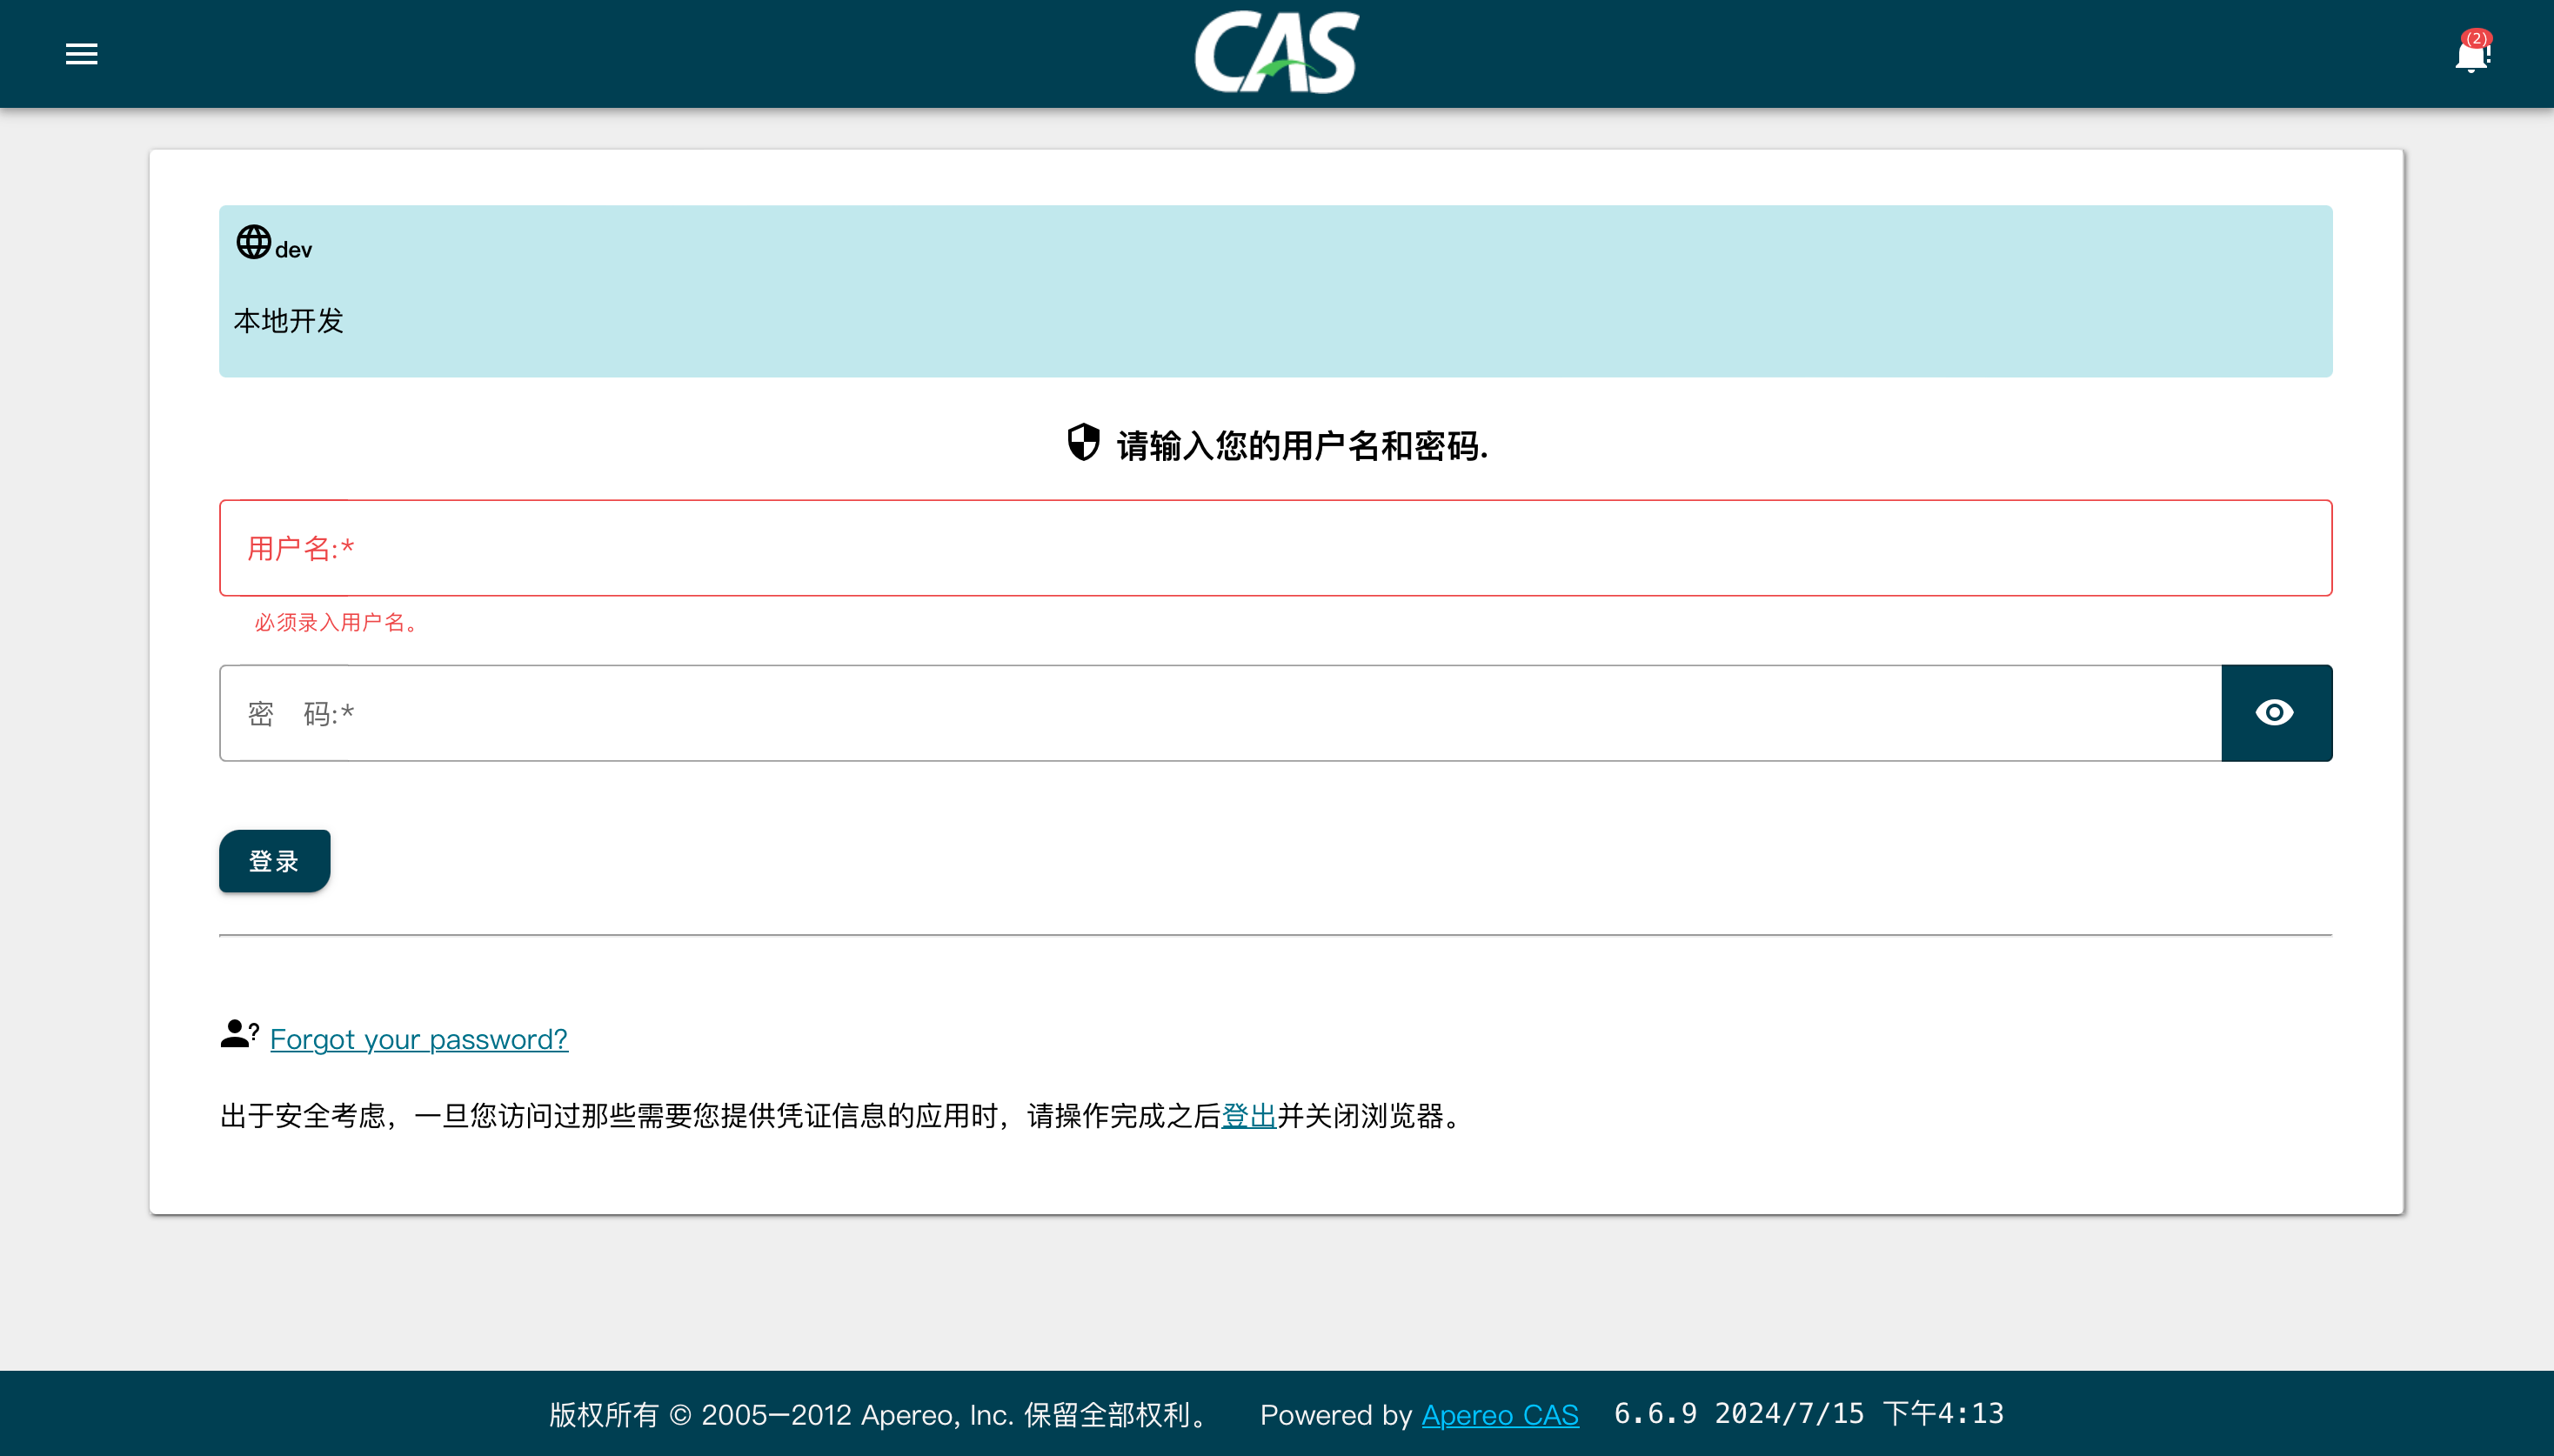 CAS
(2)
dev
本地开发
请输入您的用户名和密码.
用户名:*
必须录入用户名。
密　码:*
登录
Forgot your password?
出于安全考虑，一旦您访问过那些需要您提供凭证信息的应用时，请操作完成之后登出并关闭浏览器。
版权所有 © 2005–2012 Apereo, Inc. 保留全部权利。 Powered by Apereo CAS 6.6.9 2024/7/15 下午4:13